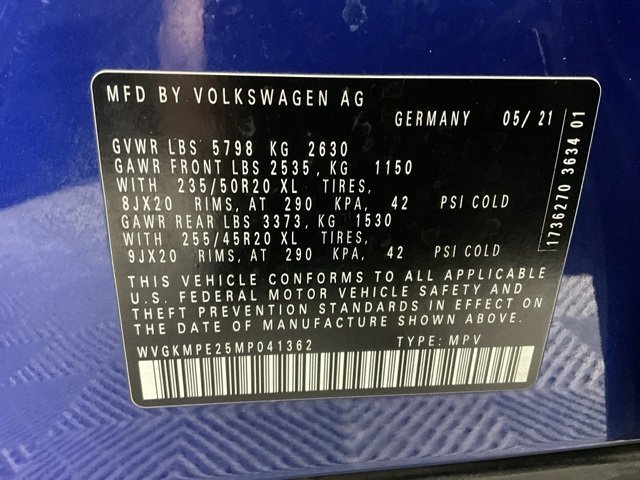 MFD BY VOLKSWAGEN AG
GERMANY 05/21
GVWR LBS 5798 KG 2630
GAWR FRONT LBS 2535, KG 1150
WITH 235/50R20 XL TIRES,
8JX20 RIMS, AT 290 KPA, 42 PSI COLD
GAWR REAR LBS 3373, KG 1530
WITH 255/45R20 XL TIRES,
9JX20 RIMS, AT 290 KPA, 42 PSI COLD
THIS VEHICLE CONFORMS TO ALL APPLICABLE
U.S. FEDERAL MOTOR VEHICLE SAFETY AND
THEFT PREVENTION STANDARDS IN EFFECT ON
THE DATE OF MANUFACTURE SHOWN ABOVE.
WVGKMPE25MP041362 TYPE: MPV
1736270 3634 01